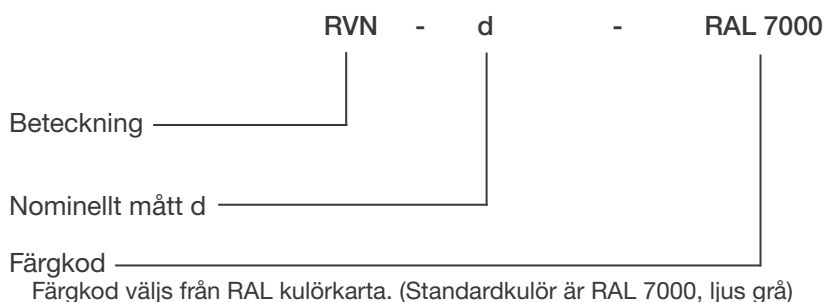 RVN - d - RAL 7000
Beteckning
Nominellt mått d
Färgkod
Färgkod väljs från RAL kulörkarta. (Standardkulör är RAL 7000, ljus grå)